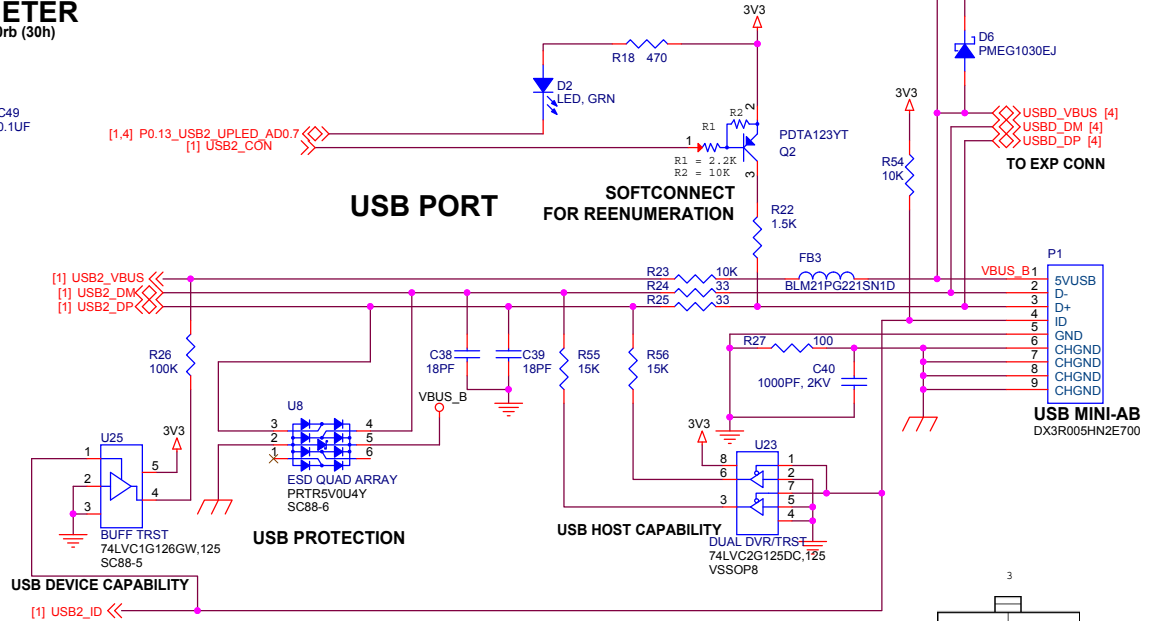 ETER
0rb (30h)
C49
0.1UF
3V3
R18 470
D2
LED, GRN
[1,4] P0.13_USB2_UPLED_AD0.7
[1] USB2_CON
1
R1
R2
2
R1 = 2.2K
R2 = 10K
3
PDTA123YT
Q2
SOFTCONNECT
FOR REENUMERATION
USB PORT
R22
1.5K
D6
PMEG1030EJ
3V3
R54
10K
USBD_VBUS [4]
USBD_DM [4]
USBD_DP [4]
TO EXP CONN
[1] USB2_VBUS
[1] USB2_DM
[1] USB2_DP
R23 10K
R24 33
R25 33
FB3
BLM21PG221SN1D
VBUS_B
P1
1 5VUSB
2 D-
3 D+
4 ID
5 GND
6 CHGND
7 CHGND
8 CHGND
9 CHGND
USB MINI-AB
DX3R005HN2E700
R26
100K
C38
18PF
C39
18PF
R55
15K
R56
15K
R27 100
C40
1000PF, 2KV
VBUS_B
U8
3 4
2 5
1 6
ESD QUAD ARRAY
PRTR5V0U4Y
SC88-6
USB PROTECTION
U25
3V3
1
2
3
5
4
BUFF TRST
74LVC1G126GW,125
SC88-5
USB DEVICE CAPABILITY
[1] USB2_ID
3V3
U23
8 1
6 2
7
3 5
4
DUAL DVR/TRST
74LVC2G125DC,125
VSSOP8
USB HOST CAPABILITY
3